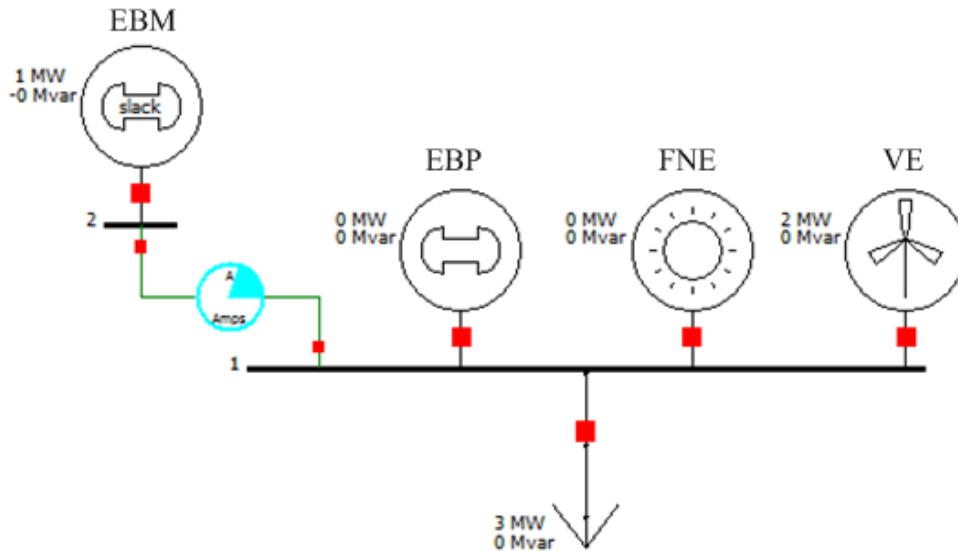 EBM
1 MW
-0 Mvar
slack
2
EBP
0 MW
0 Mvar
FNE
0 MW
0 Mvar
VE
2 MW
0 Mvar
A
Amps
1
3 MW
0 Mvar